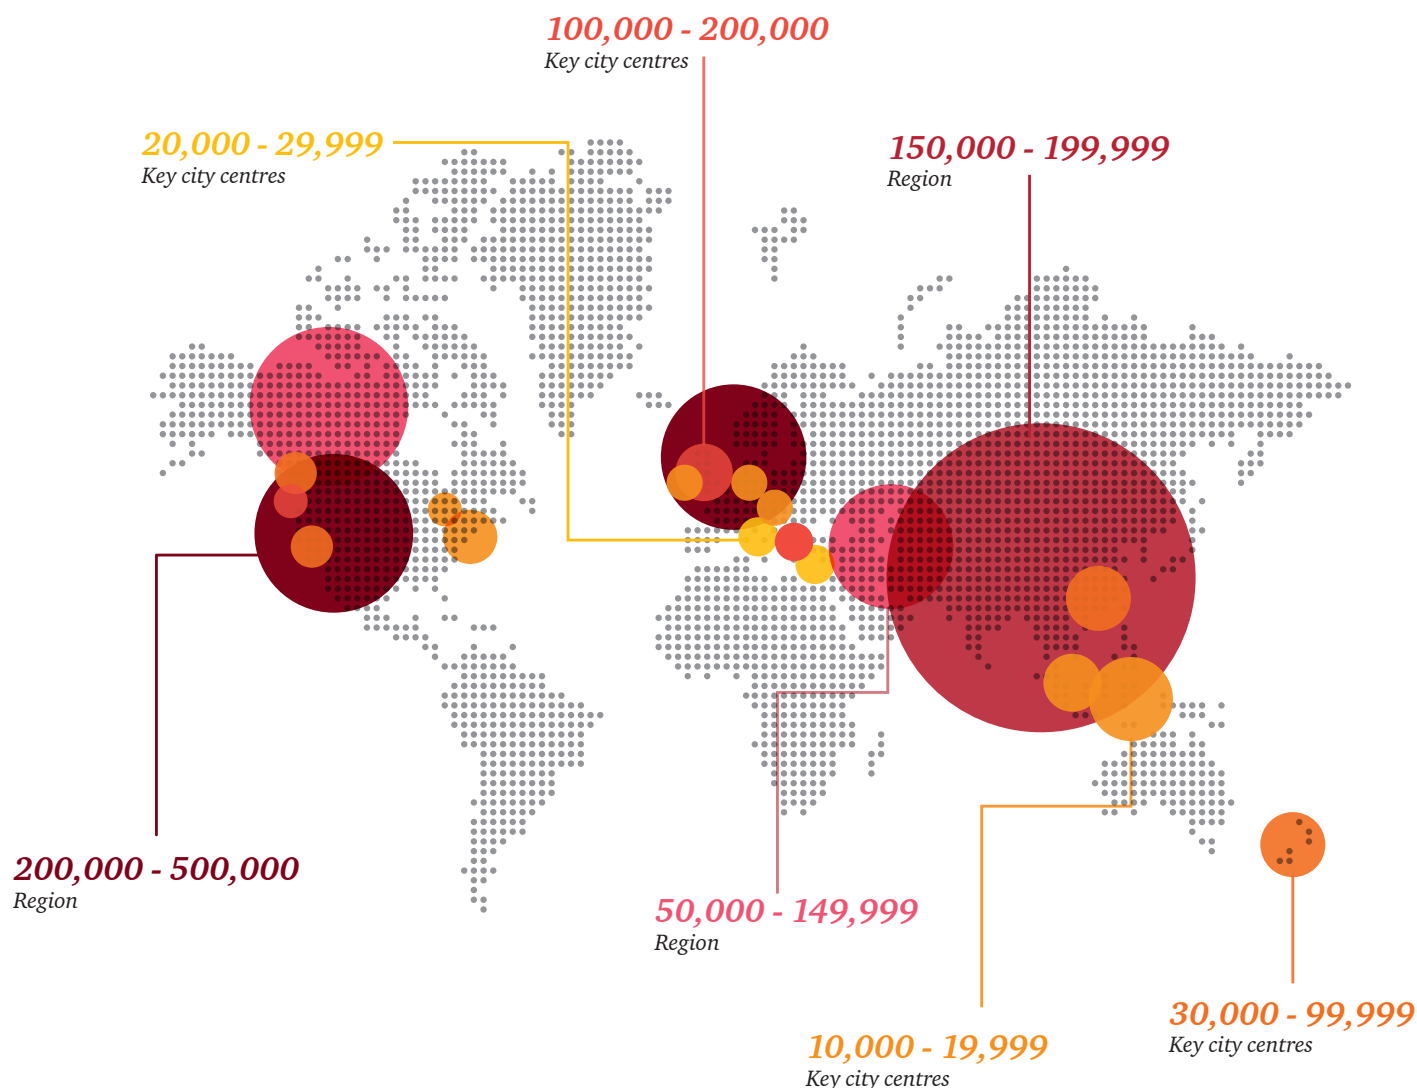 100,000 - 200,000
Key city centres
20,000 - 29,999
Key city centres
150,000 - 199,999
Region
200,000 - 500,000
Region
50,000 - 149,999
Region
30,000 - 99,999
Key city centres
10,000 - 19,999
Key city centres